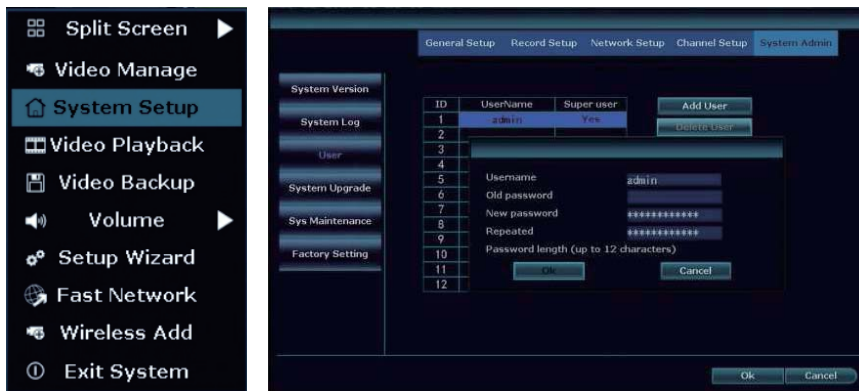 Split Screen
Video Manage
System Setup
Video Playback
Video Backup
Volume
Setup Wizard
Fast Network
Wireless Add
Exit System
General Setup Record Setup Network Setup Channel Setup System Admin
System Version
System Log
User
System Upgrade
Sys Maintenance
Factory Setting
ID UserName Super user
1 admin Yes
2
3
4
5
6
7
8
9
10
11
12
Add User
Delete User
Username admin
Old password
New password ************
Repeated ************
Password length (up to 12 characters)
Ok Cancel
Ok Cancel